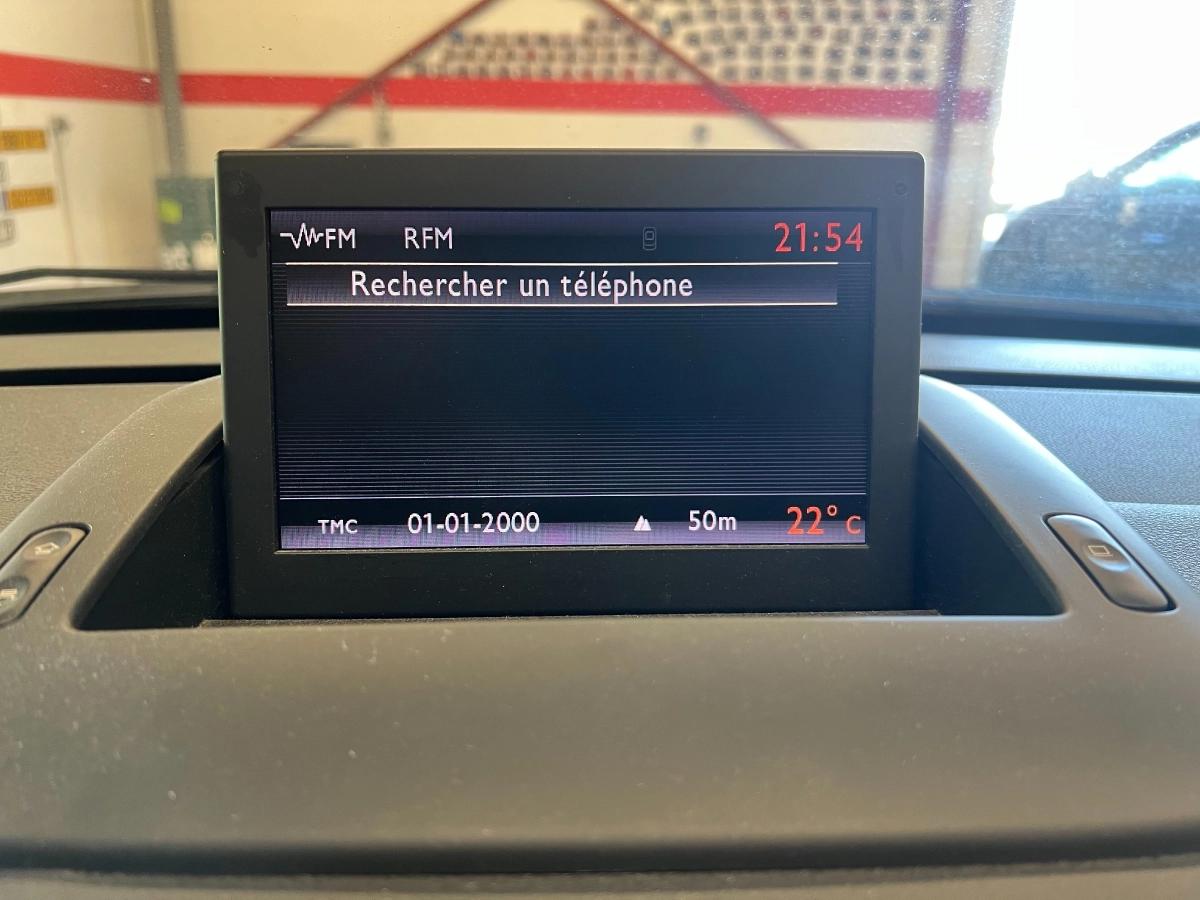 FM RFM 21:54
Rechercher un téléphone
TMC 01-01-2000 50m 22° C